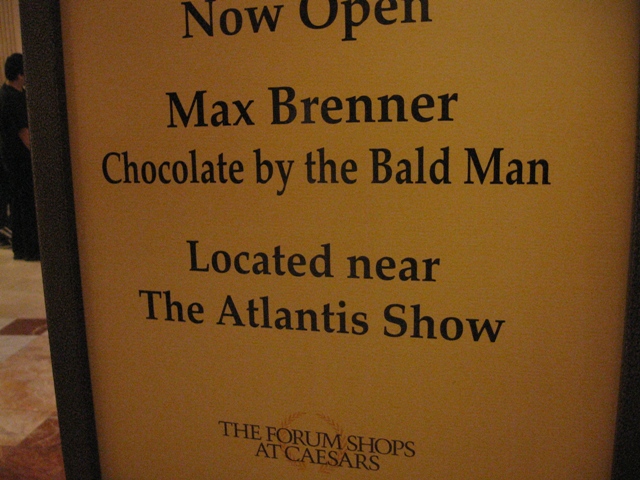 Now Open
Max Brenner
Chocolate by the Bald Man
Located near
The Atlantis Show
THE FORUM SHOPS
AT CAESARS